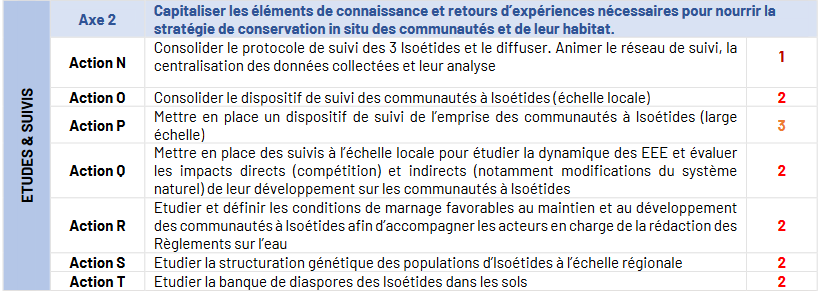 Axe 2
Capitaliser les éléments de connaissance et retours d’expériences nécessaires pour nourrir la
stratégie de conservation in situ des communautés et de leur habitat.
ETUDES & SUIVIS
Action N
Consolider le protocole de suivi des 3 Isoétides et le diffuser. Animer le réseau de suivi, la
centralisation des données collectées et leur analyse
1
Action O
Consolider le dispositif de suivi des communautés à Isoétides (échelle locale)
2
Action P
Mettre en place un dispositif de suivi de l’emprise des communautés à Isoétides (large
échelle)
3
Action Q
Mettre en place des suivis à l’échelle locale pour étudier la dynamique des EEE et évaluer
les impacts directs (compétition) et indirects (notamment modifications du système
naturel) de leur développement sur les communautés à Isoétides
2
Action R
Etudier et définir les conditions de marnage favorables au maintien et au développement
des communautés à Isoétides afin d’accompagner les acteurs en charge de la rédaction des
Règlements sur l’eau
2
Action S
Etudier la structuration génétique des populations d’Isoétides à l’échelle régionale
2
Action T
Etudier la banque de diaspores des Isoétides dans les sols
2